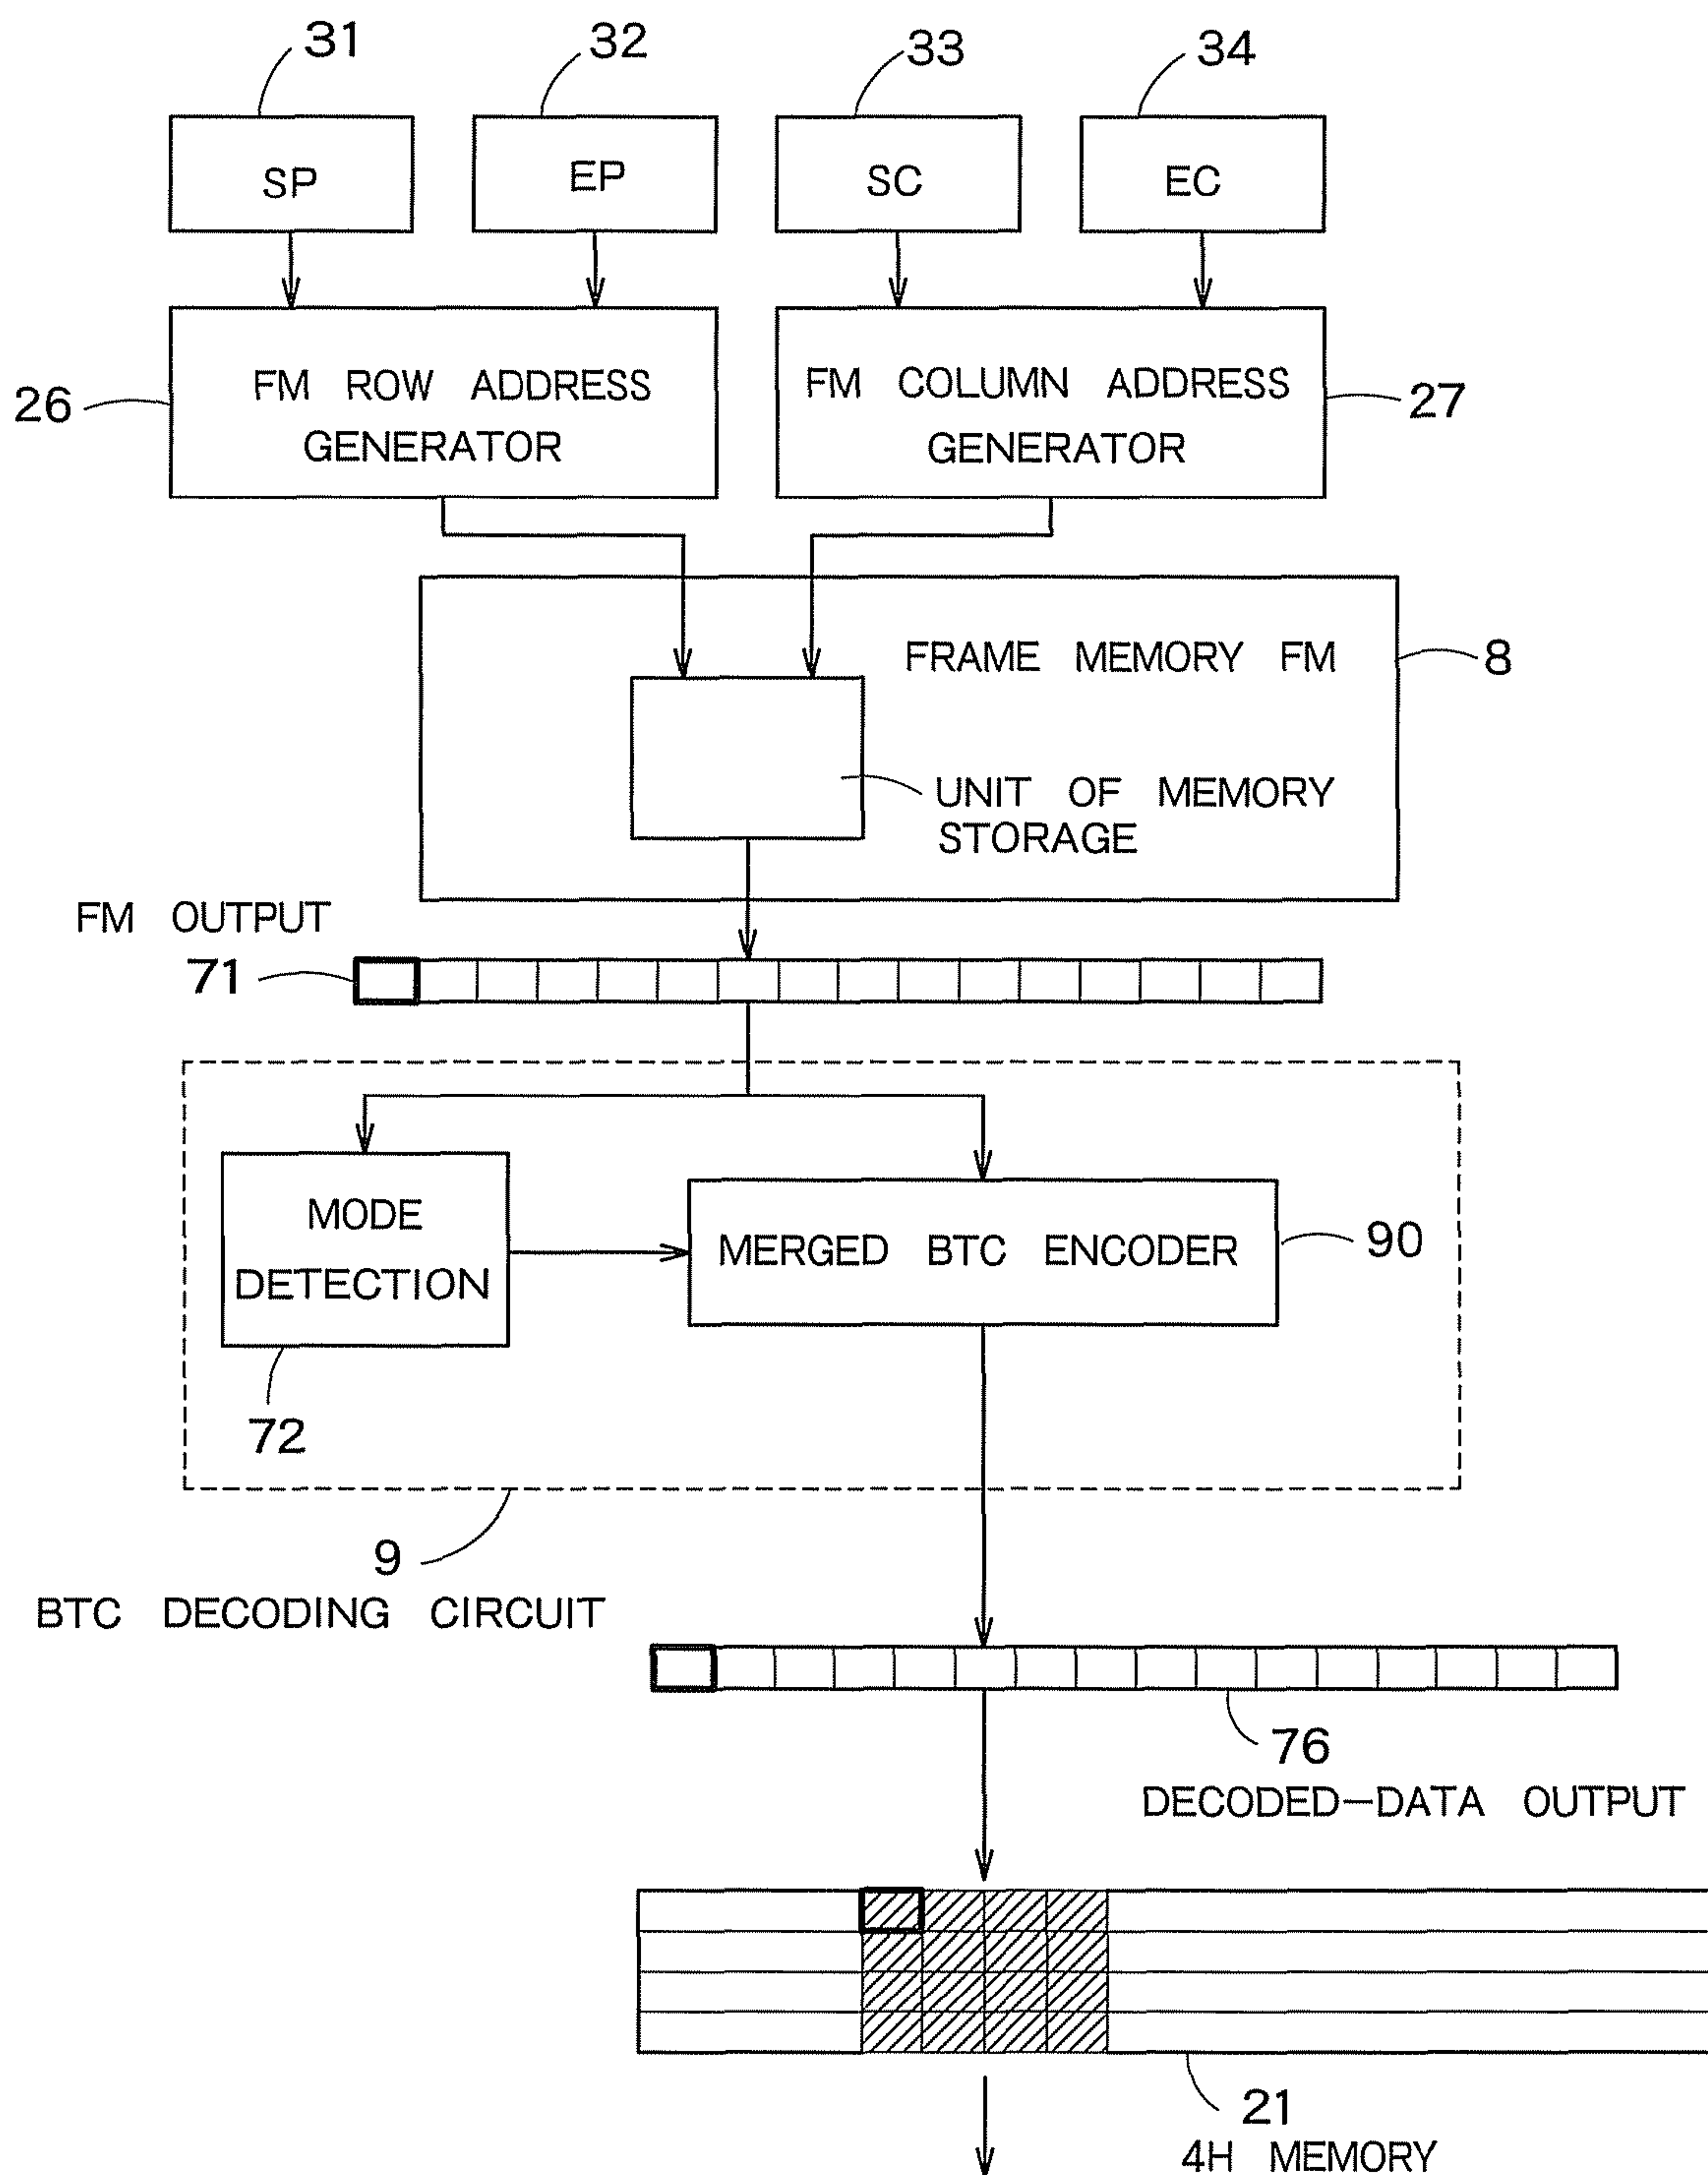 31
32
33
34
SP
EP
SC
EC
26
FM ROW ADDRESS
GENERATOR
FM COLUMN ADDRESS
GENERATOR
27
FRAME MEMORY FM
8
UNIT OF MEMORY
STORAGE
FM OUTPUT
71
MODE
DETECTION
MERGED BTC ENCODER
90
72
9
BTC DECODING CIRCUIT
76
DECODED-DATA OUTPUT
21
4H MEMORY